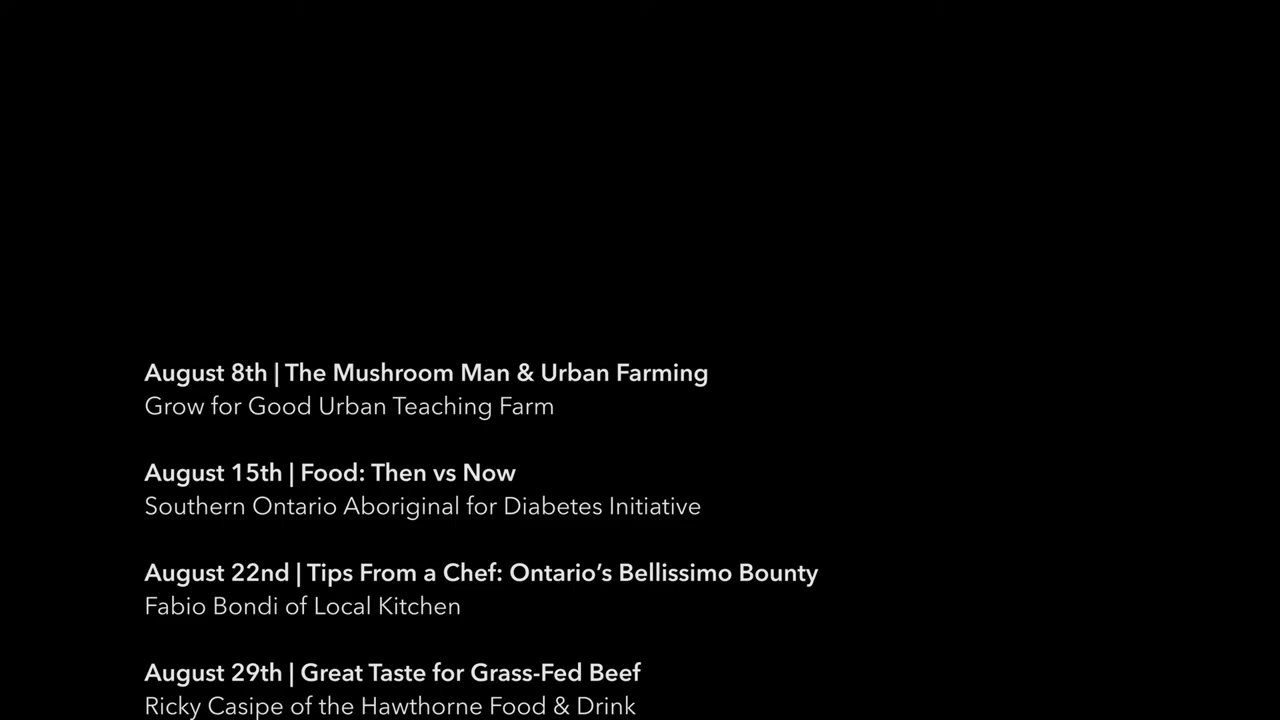 August 8th | The Mushroom Man & Urban Farming
Grow for Good Urban Teaching Farm
August 15th | Food: Then vs Now
Southern Ontario Aboriginal for Diabetes Initiative
August 22nd | Tips From a Chef: Ontario’s Bellissimo Bounty
Fabio Bondi of Local Kitchen
August 29th | Great Taste for Grass-Fed Beef
Ricky Casipe of the Hawthorne Food & Drink